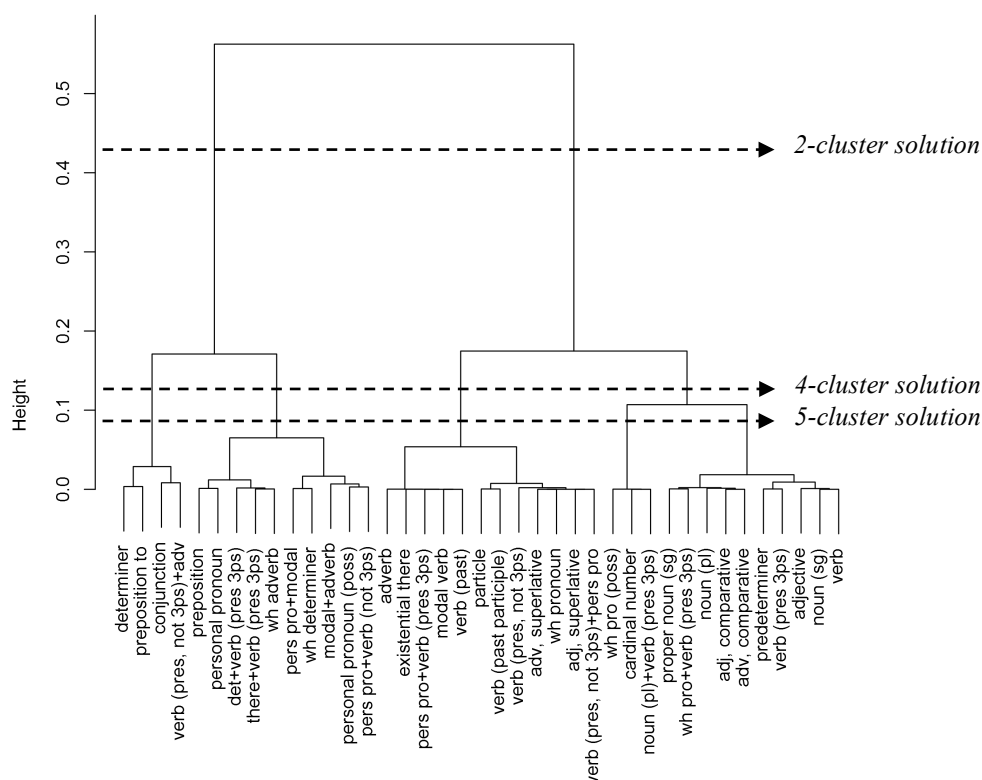 0.5
2-cluster solution
0.4
0.3
0.2
4-cluster solution
0.1
5-cluster solution
0.0
Height
determiner
preposition to
conjunction
verb (pres, not 3ps)+adv
preposition
personal pronoun
det+verb (pres 3ps)
there+verb (pres 3ps)
wh adverb
pers pro+modal
wh determiner
modal+adverb
personal pronoun (poss)
pers pro+verb (not 3ps)
adverb
existential there
pers pro+verb (pres 3ps)
modal verb
verb (past)
particle
verb (past participle)
verb (pres, not 3ps)
adv, superlative
wh pronoun
adj, superlative
verb (pres, not 3ps)+pers pro
wh pro (poss)
cardinal number
noun (pl)+verb (pres 3ps)
proper noun (sg)
wh pro+verb (pres 3ps)
noun (pl)
adj, comparative
adv, comparative
predeterminer
verb (pres 3ps)
adjective
noun (sg)
verb